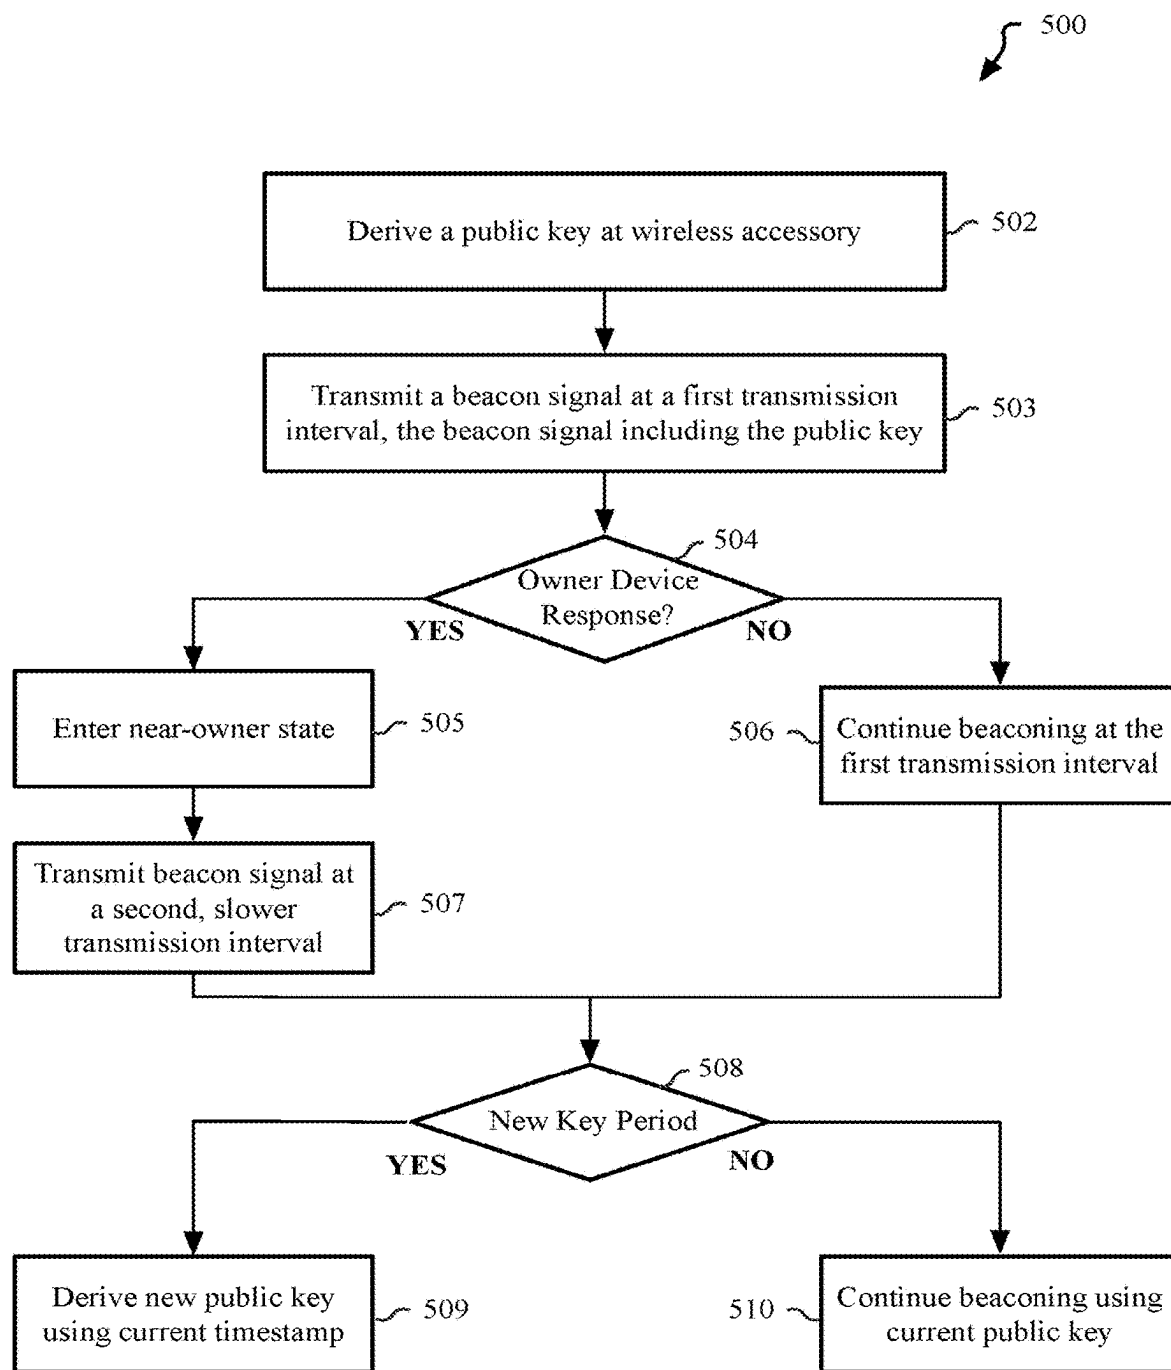 500
Derive a public key at wireless accessory
502
Transmit a beacon signal at a first transmission
interval, the beacon signal including the public key
503
504
Owner Device
Response?
YES
NO
Enter near-owner state
505
506
Continue beaconing at the
first transmission interval
Transmit beacon signal at
a second, slower
transmission interval
507
508
New Key Period
YES
NO
Derive new public key
using current timestamp
509
510
Continue beaconing using
current public key